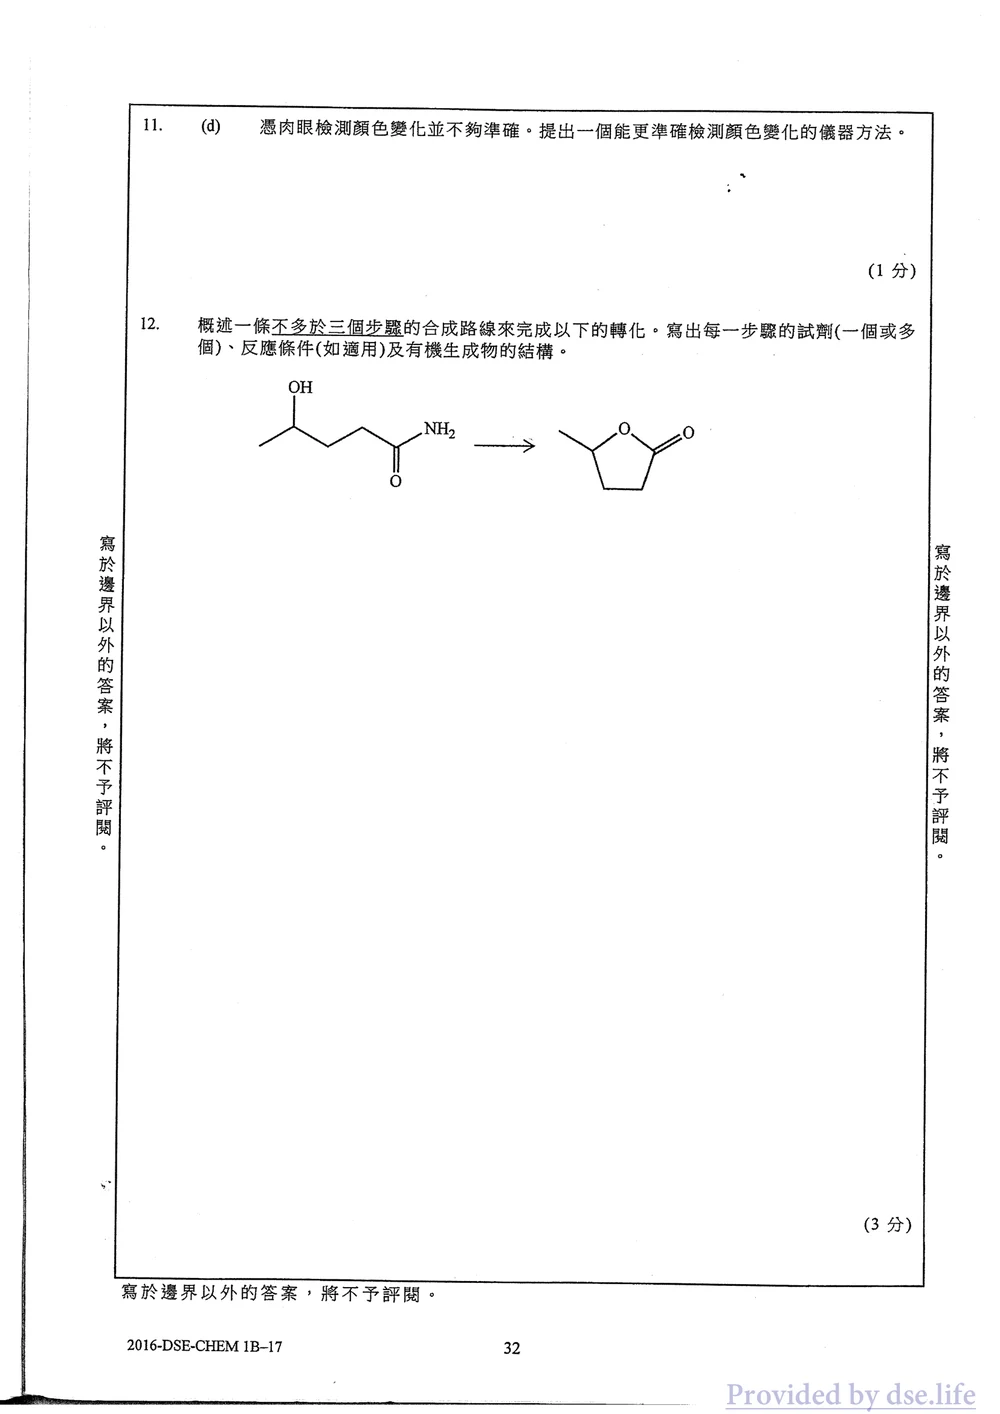 11. (d) 憑肉眼檢測顏色變化並不夠準確。提出一個能更準確檢測顏色變化的儀器方法。
(1 分)
12. 概述一條不多於三個步驟的合成路線來完成以下的轉化。寫出每一步驟的試劑(一個或多
個)、反應條件(如適用)及有機生成物的結構。
OH
NH2
O
O
O
寫於邊界以外的答案，將不予評閱。
寫於邊界以外的答案，將不予評閱。
(3 分)
寫於邊界以外的答案，將不予評閱。
2016-DSE-CHEM 1B–17
32
Provided by dse.life